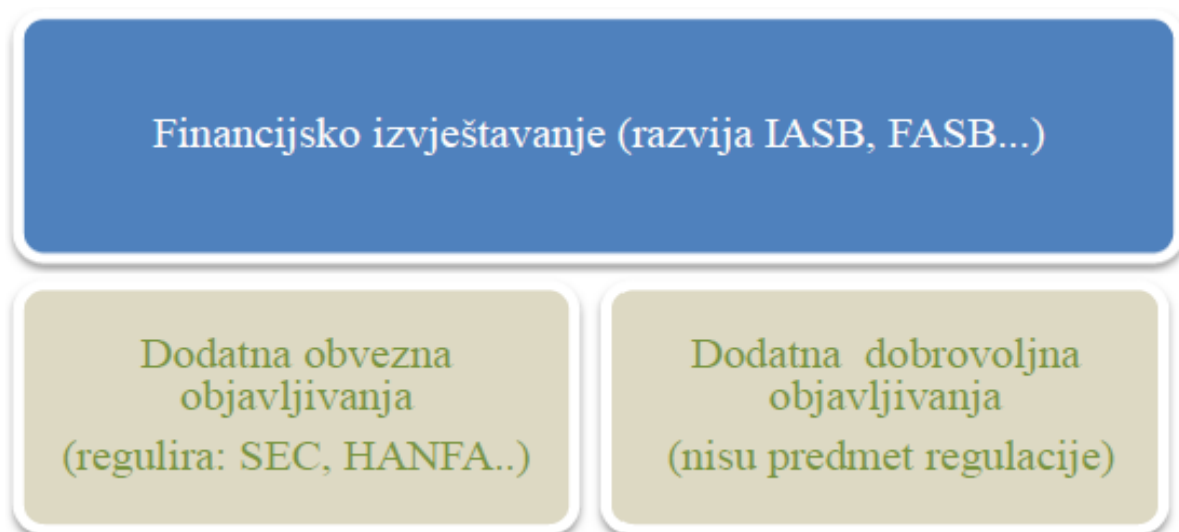 Financijsko izvještavanje (razvija IASB, FASB...)
Dodatna obvezna
objavljivanja
(regulira: SEC, HANFA..)
Dodatna dobrovoljna
objavljivanja
(nisu predmet regulacije)